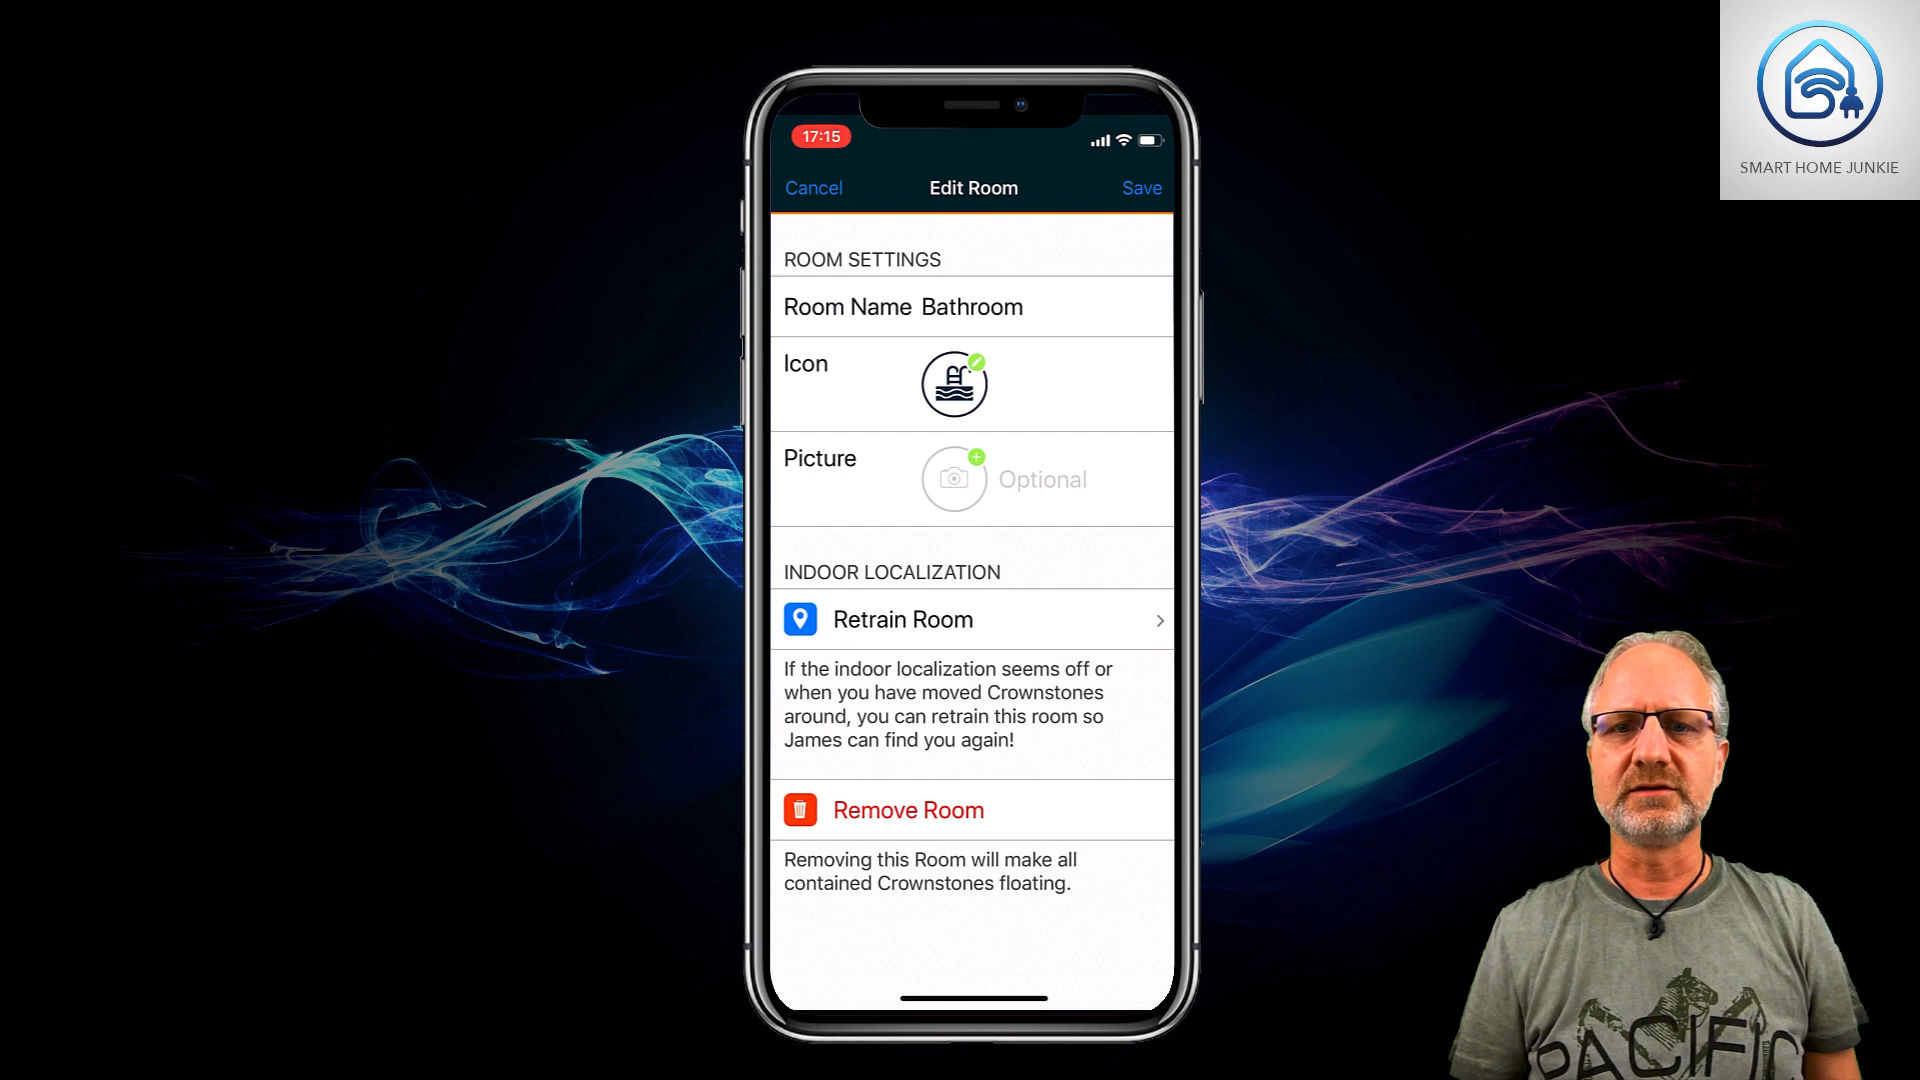 17:15
Cancel
Edit Room
Save
ROOM SETTINGS
Room Name Bathroom
Icon
Picture
Optional
INDOOR LOCALIZATION
Retrain Room
If the indoor localization seems off or
when you have moved Crownstones
around, you can retrain this room so
James can find you again!
Remove Room
Removing this Room will make all
contained Crownstones floating.
SMART HOME JUNKIE
PACIFIC